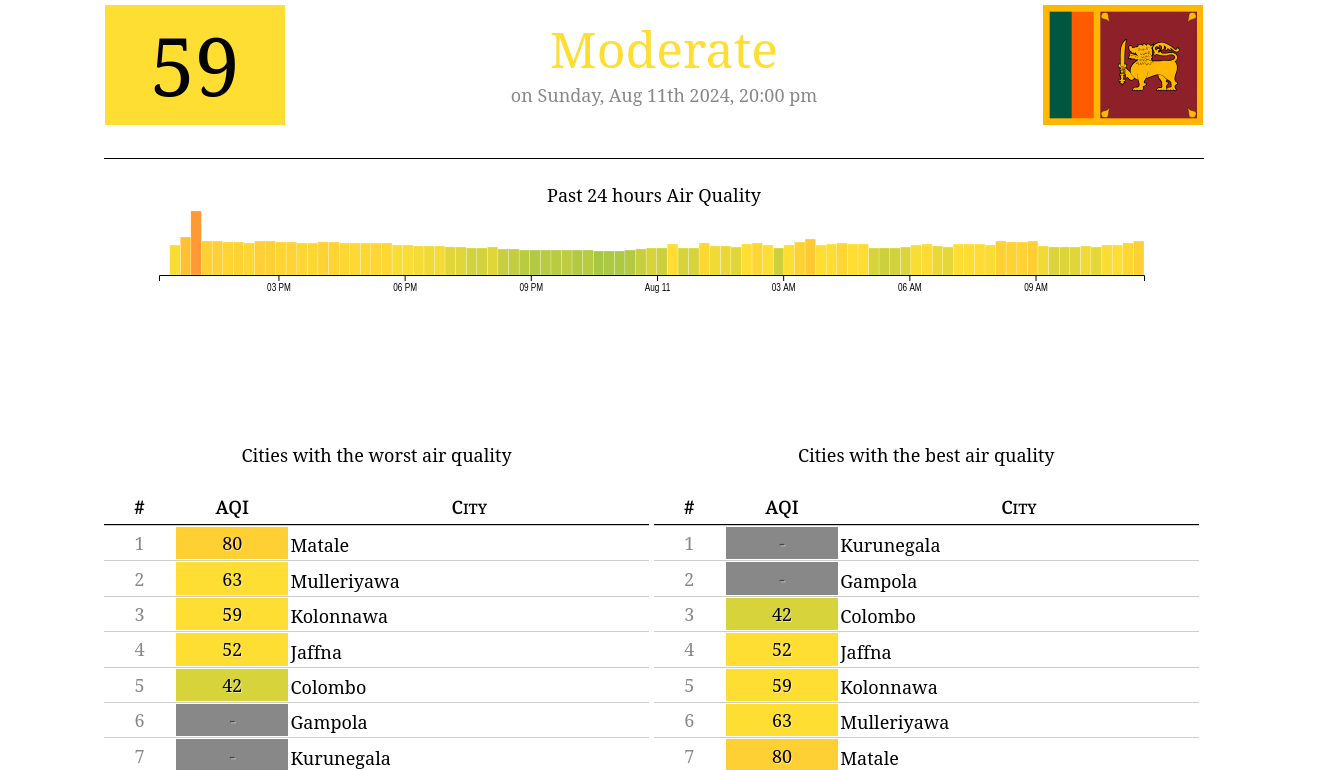 59
Moderate
on Sunday, Aug 11th 2024, 20:00 pm
Past 24 hours Air Quality
03 PM 06 PM 09 PM Aug 11 03 AM 06 AM 09 AM
Cities with the worst air quality
# AQI City
1 80 Matale
2 63 Mulleriyawa
3 59 Kolonnawa
4 52 Jaffna
5 42 Colombo
6 - Gampola
7 - Kurunegala
Cities with the best air quality
# AQI City
1 - Kurunegala
2 - Gampola
3 42 Colombo
4 52 Jaffna
5 59 Kolonnawa
6 63 Mulleriyawa
7 80 Matale